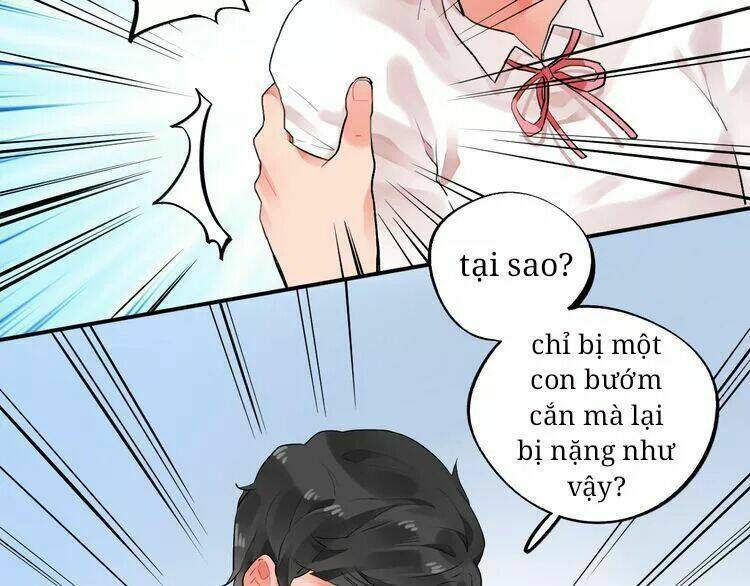 tại sao?
chỉ bị một
con bướm
cắn mà lại
bị nặng như
vậy?